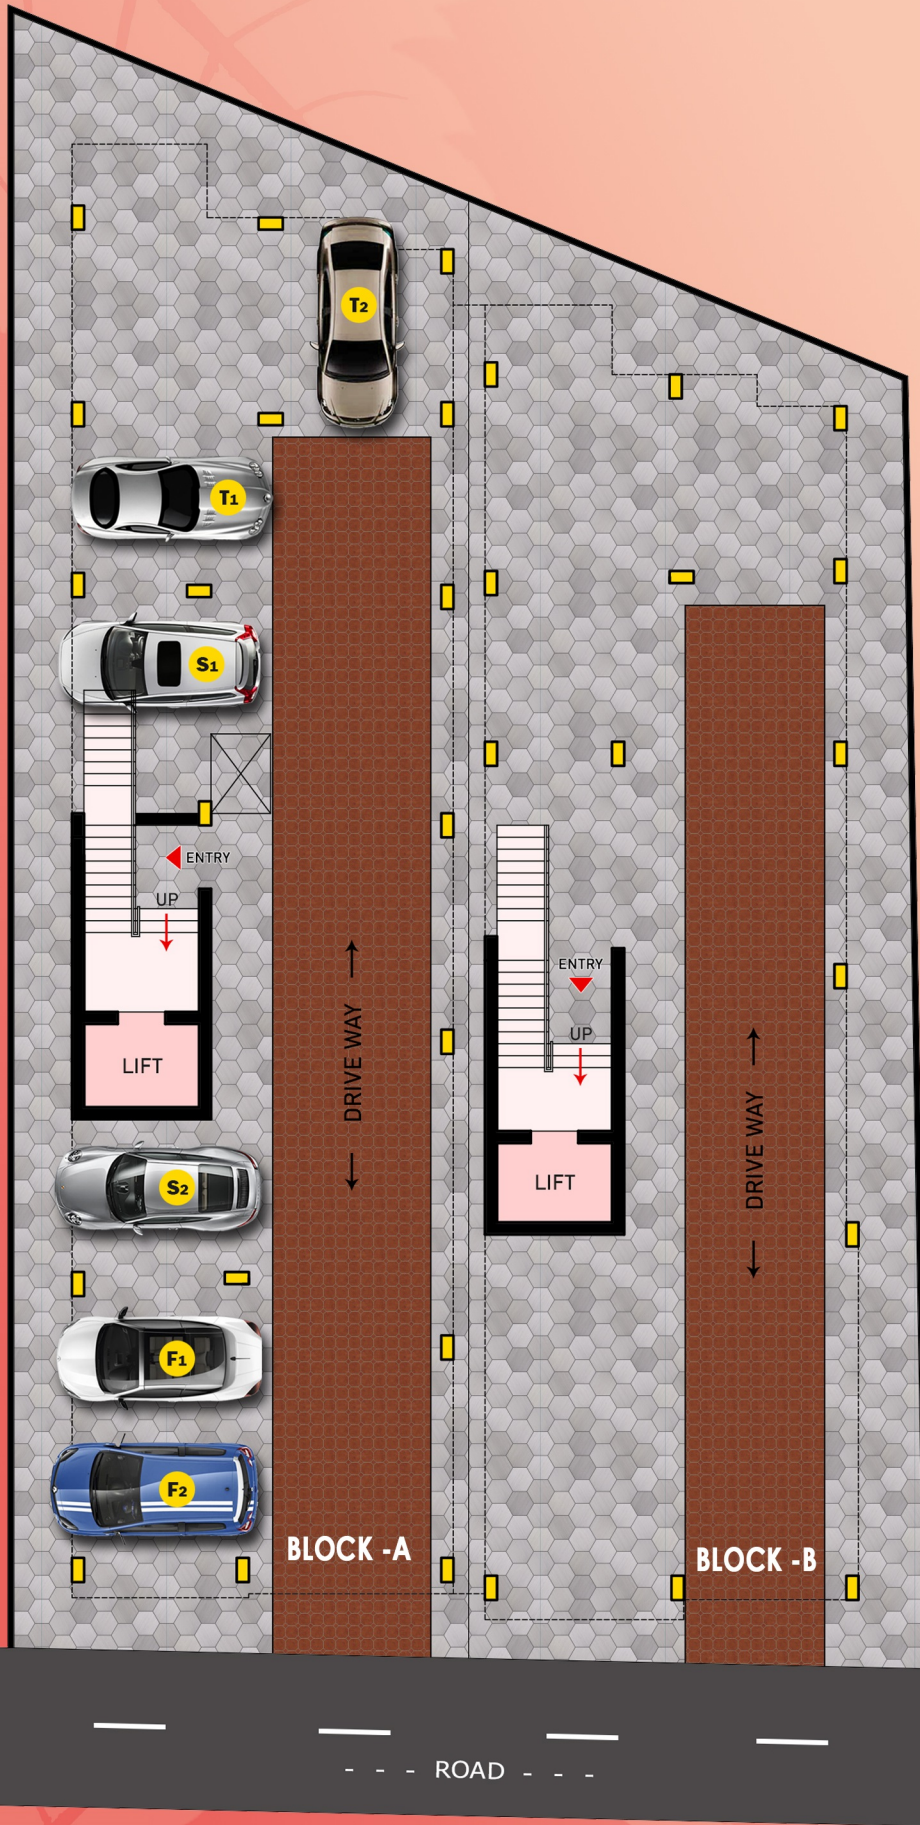 T2
T1
S1
ENTRY
UP
LIFT
DRIVE WAY
S2
F1
F2
BLOCK -A
ENTRY
UP
LIFT
DRIVE WAY
BLOCK -B
- - - ROAD - - -